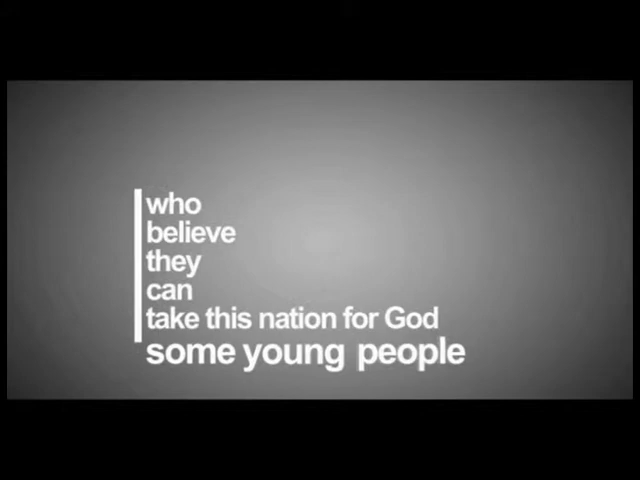 who
believe
they
can
take this nation for God
some young people